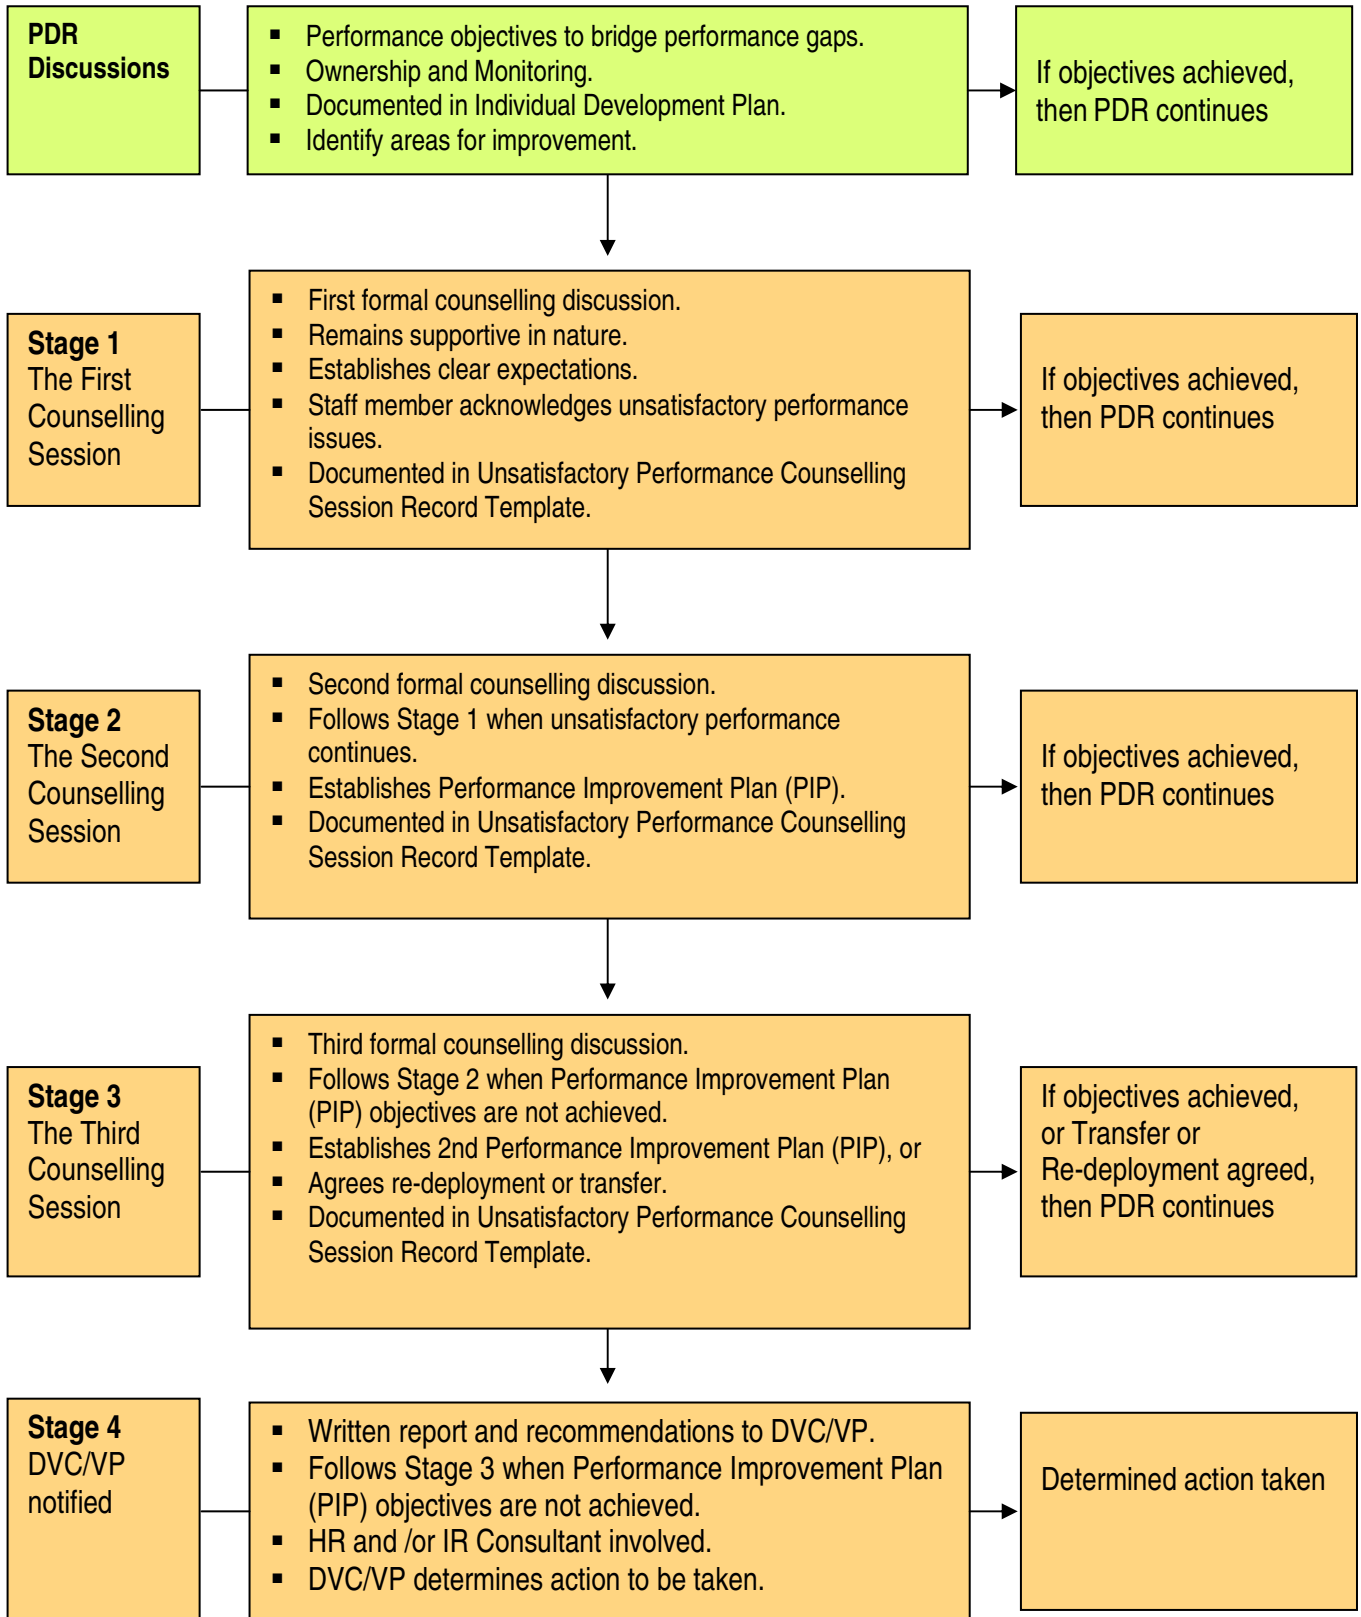 PDR
Discussions
▪ Performance objectives to bridge performance gaps.
▪ Ownership and Monitoring.
▪ Documented in Individual Development Plan.
▪ Identify areas for improvement.
If objectives achieved,
then PDR continues
Stage 1
The First
Counselling
Session
▪ First formal counselling discussion.
▪ Remains supportive in nature.
▪ Establishes clear expectations.
▪ Staff member acknowledges unsatisfactory performance
issues.
▪ Documented in Unsatisfactory Performance Counselling
Session Record Template.
If objectives achieved,
then PDR continues
Stage 2
The Second
Counselling
Session
▪ Second formal counselling discussion.
▪ Follows Stage 1 when unsatisfactory performance
continues.
▪ Establishes Performance Improvement Plan (PIP).
▪ Documented in Unsatisfactory Performance Counselling
Session Record Template.
If objectives achieved,
then PDR continues
Stage 3
The Third
Counselling
Session
▪ Third formal counselling discussion.
▪ Follows Stage 2 when Performance Improvement Plan
(PIP) objectives are not achieved.
▪ Establishes 2nd Performance Improvement Plan (PIP), or
▪ Agrees re-deployment or transfer.
▪ Documented in Unsatisfactory Performance Counselling
Session Record Template.
If objectives achieved,
or Transfer or
Re-deployment agreed,
then PDR continues
Stage 4
DVC/VP
notified
▪ Written report and recommendations to DVC/VP.
▪ Follows Stage 3 when Performance Improvement Plan
(PIP) objectives are not achieved.
▪ HR and /or IR Consultant involved.
▪ DVC/VP determines action to be taken.
Determined action taken